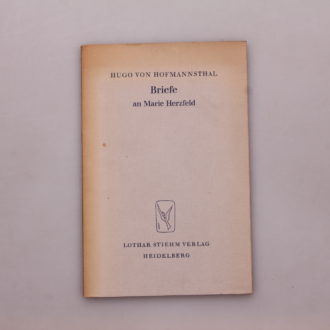 HUGO VON HOFMANNSTHAL
Briefe
an Marie Herzfeld
LOTHAR STIEHM VERLAG
HEIDELBERG